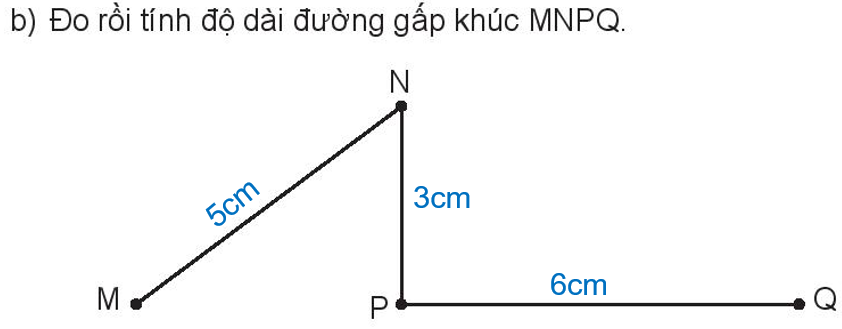 b) Đo rồi tính độ dài đường gấp khúc MNPQ.
N
5cm
3cm
M
P
6cm
Q